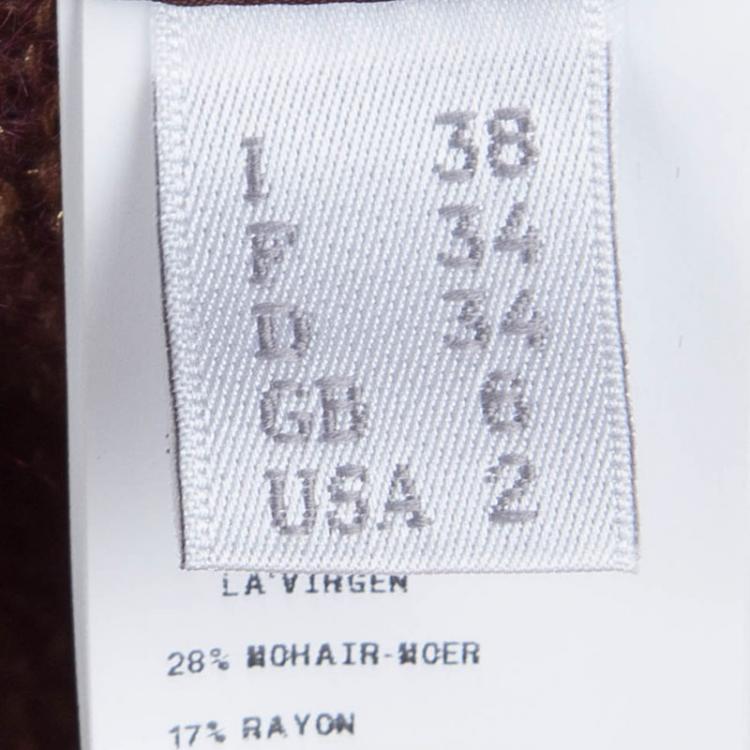 I 38
F 34
D 34
GB 6
USA 2
LA VIRGEN
28% MOHAIR-MOER
17% RAYON